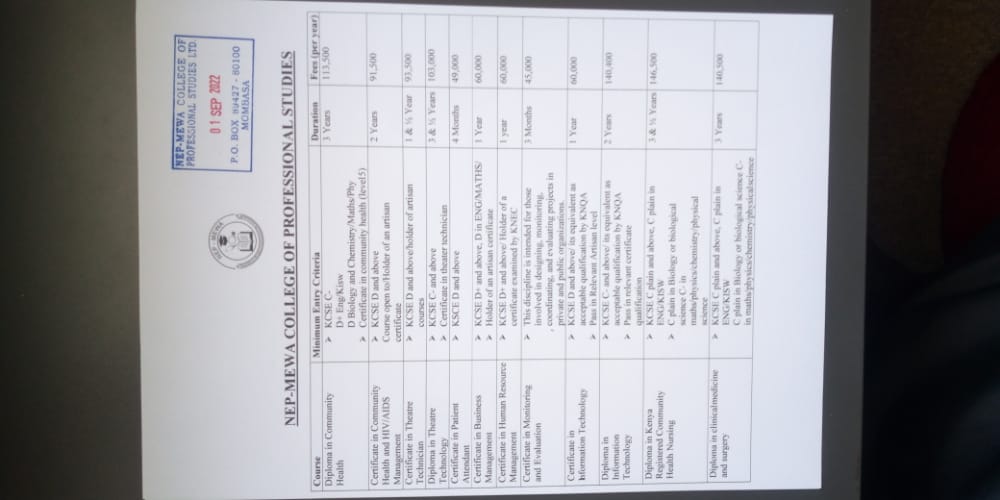 NEP-MEWA COLLEGE OF
PROFESSIONAL STUDIES LTD.
01 SEP 2022
P.O. BOX 89427 - 80100
MOMBASA
NEP-MEWA COLLEGE OF PROFESSIONAL STUDIES
Course Minimum Entry Criteria Duration Fees (per year)
Diploma in Community ➤ KCSE C- 3 Years 113,500
Health D+ Eng/Kisw
D Biology and Chemistry/Maths/Phy
➤ Certificate in community health (level5)
Certificate in Community ➤ KCSE D and above 2 Years 91,500
Health and HIV/AIDS Course open to/Holder of an artisan
Management certificate
Certificate in Theatre ➤ KCSE D and above/holder of artisan 1 & ½ Year 93,500
Technician courses
Diploma in Theatre ➤ KCSE C- and above 3 & ½ Years 103,000
Technology ➤ Certificate in theater technician
Certificate in Patient ➤ KSCE D and above 4 Months 49,000
Attendant
Certificate in Business ➤ KCSE D+ and above, D in ENG/MATHS/ 1 Year 60,000
Management ➤ Holder of an artisan certificate
Certificate in Human Resource ➤ KCSE D+ and above/ Holder of a 1 year 60,000
Management certificate examined by KNEC
Certificate in Monitoring ➤ This discipline is intended for those 3 Months 45,000
and Evaluation involved in designing, monitoring,
, coordinating, and evaluating projects in
private and public organizations.
Certificate in ➤ KCSE D and above/ its equivalent as 1 Year 60,000
Information Technology acceptable qualification by KNQA
➤ Pass in Relevant Artisan level
Diploma in ➤ KCSE C- and above/ its equivalent as 2 Years 140,400
Information acceptable qualification by KNQA
Technology ➤ Pass in relevant certificate
qualification
Diploma in Kenya ➤ KCSE C plain and above, C plain in 3 & ½ Years 146,500
Registered Community ENG/KISW
Health Nursing ➤ C plain in Biology or biological
science C- in
maths/physics/chemistry/physical
science
Diploma in clinicalmedicine ➤ KCSE C plain and above, C plain in 3 Years 140,500
and surgery ENG/KISW
C plain in Biology or biological science C-
in maths/physics/chemistry/physicalscience